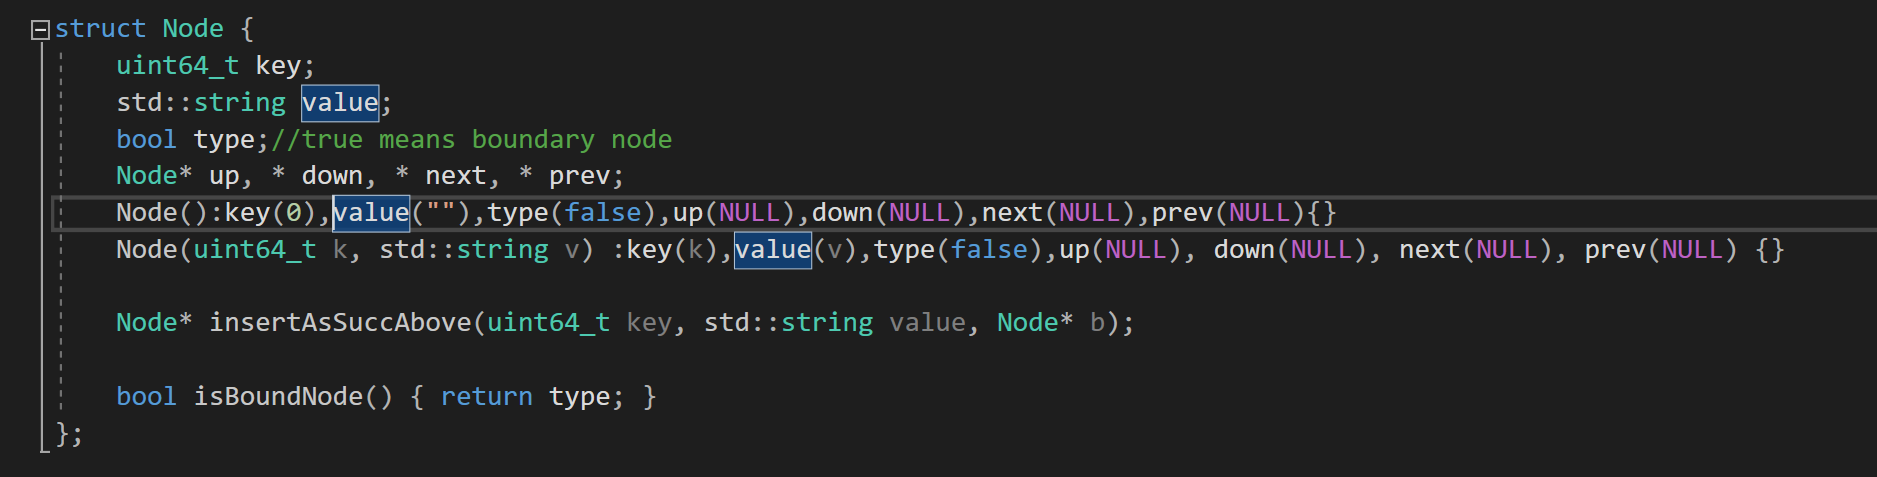 struct Node {
uint64_t key;
std::string value;
bool type;//true means boundary node
Node* up, * down, * next, * prev;
Node():key(0),value(""),type(false),up(NULL),down(NULL),next(NULL),prev(NULL){}
Node(uint64_t k, std::string v) :key(k),value(v),type(false),up(NULL), down(NULL), next(NULL), prev(NULL) {}
Node* insertAsSuccAbove(uint64_t key, std::string value, Node* b);
bool isBoundNode() { return type; }
};